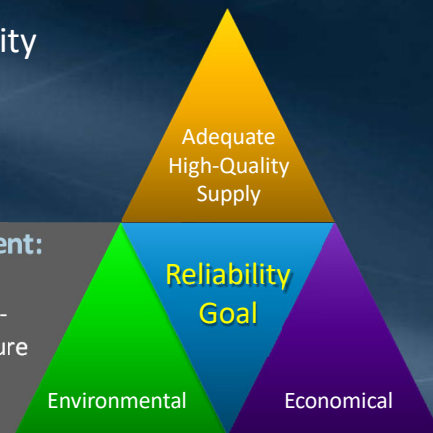 ity
Adequate
High-Quality
Supply
ent:
Reliability
Goal
-
ure
Environmental
Economical